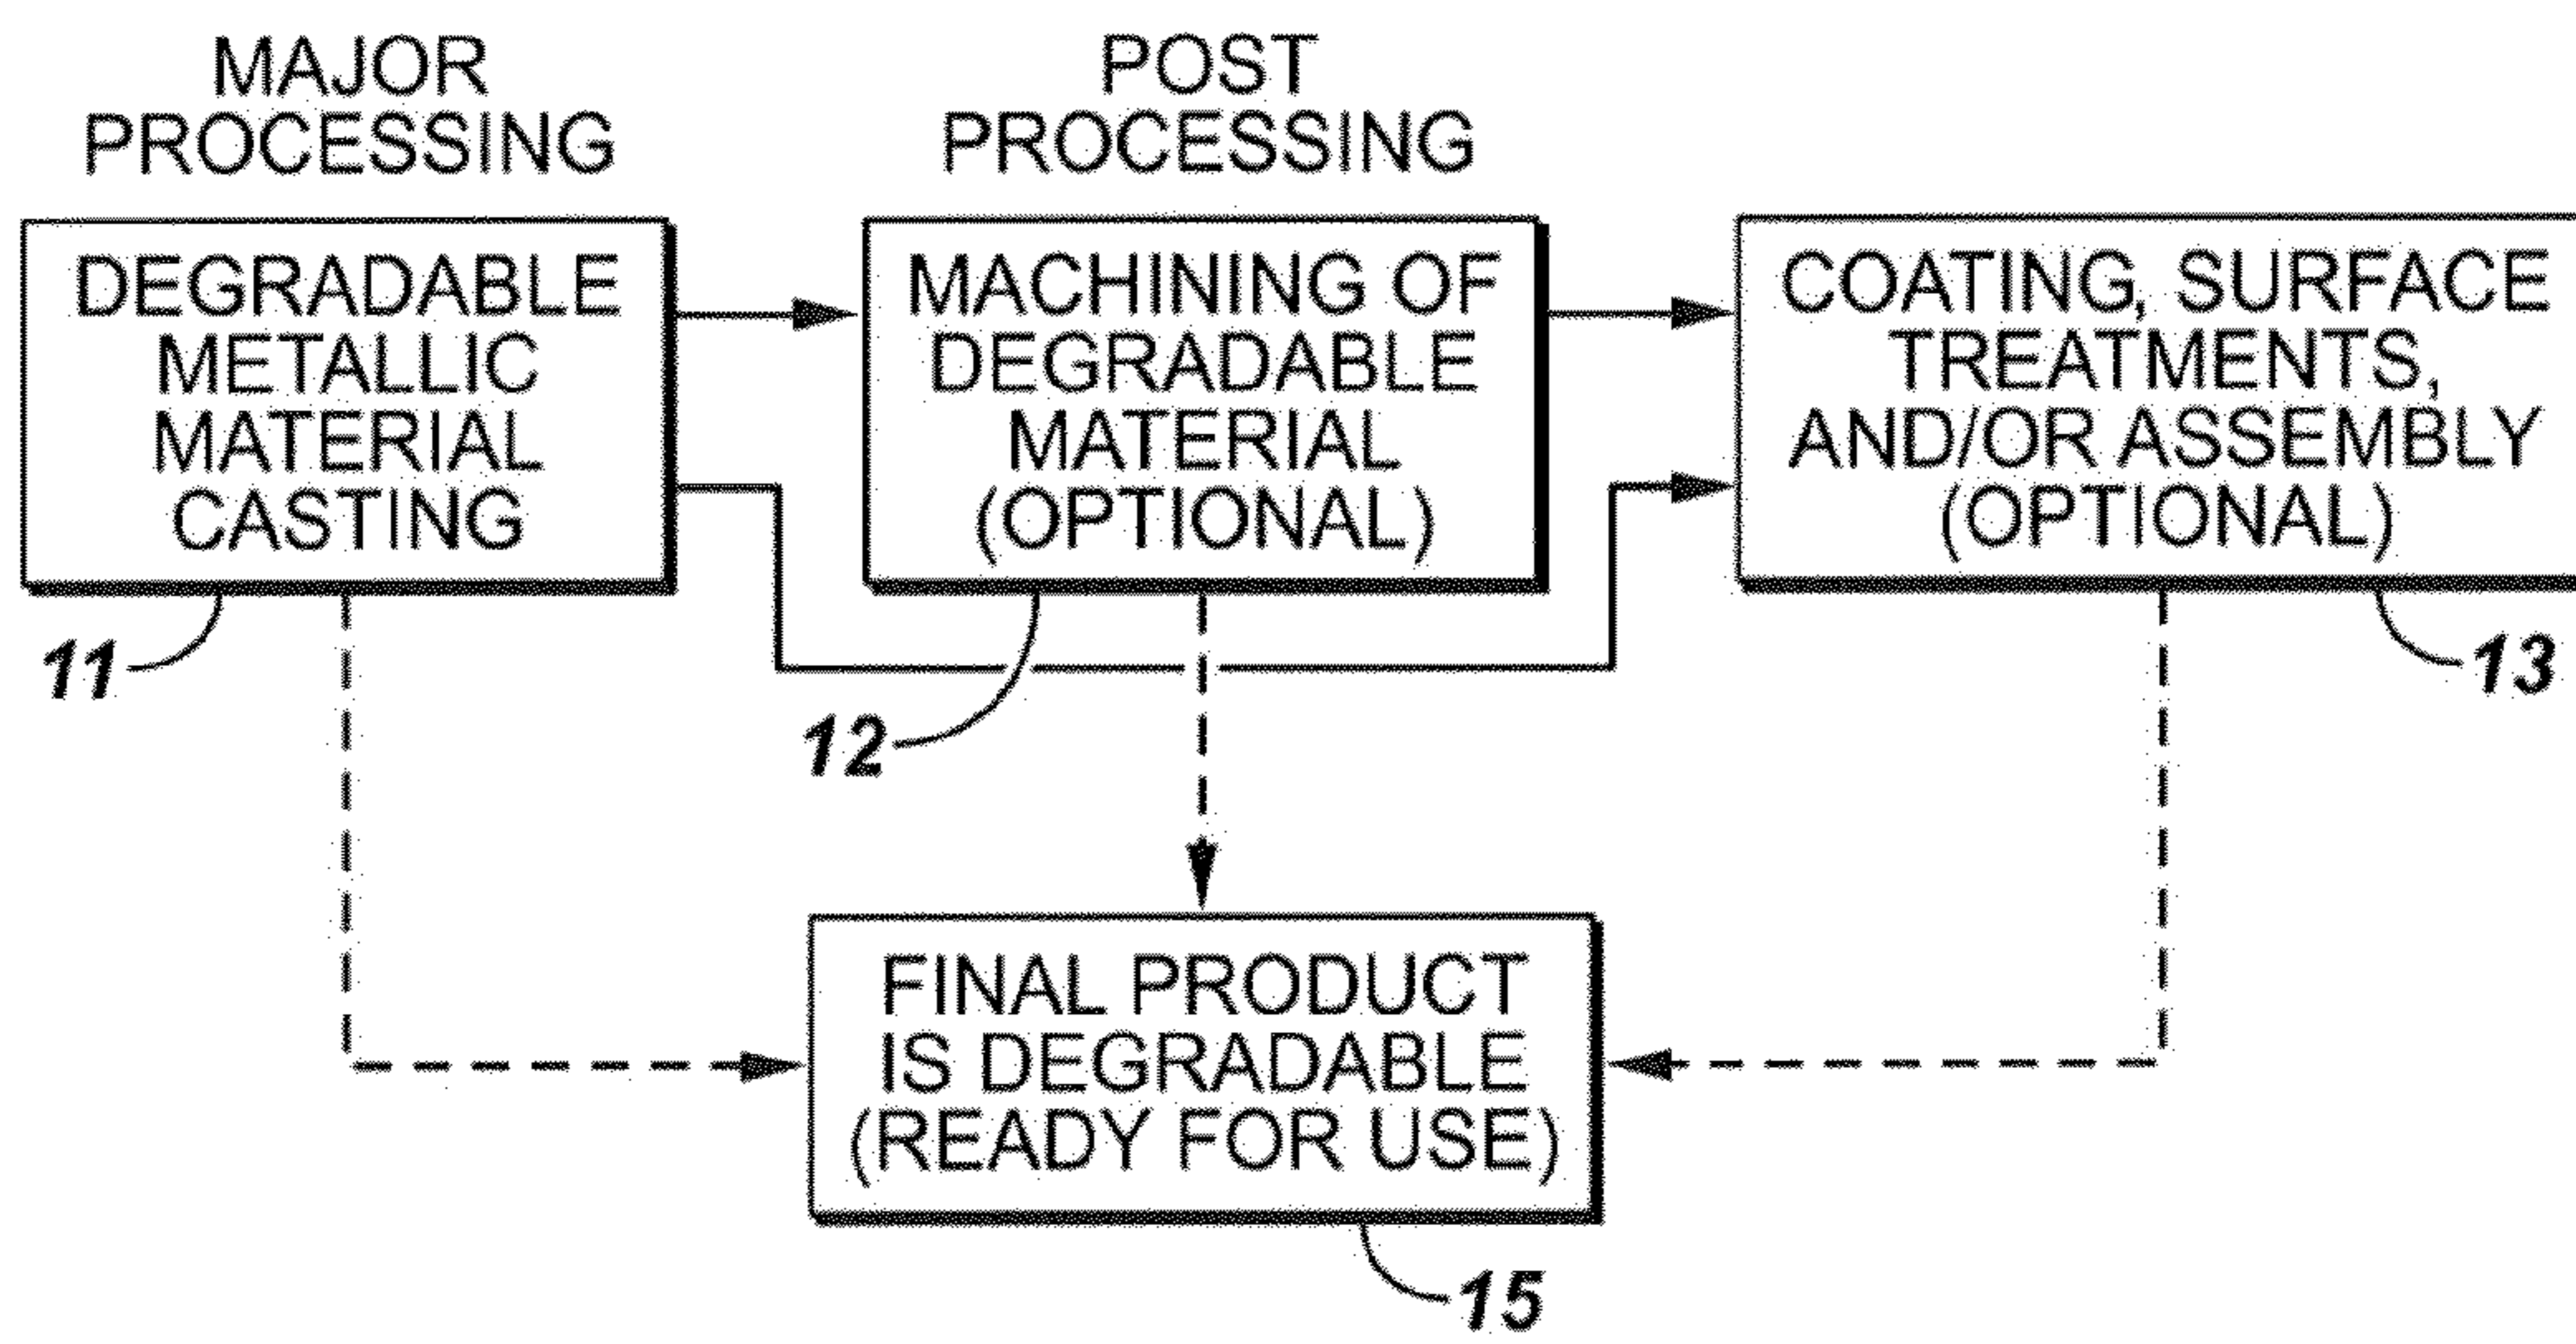 MAJOR
PROCESSING
POST
PROCESSING
DEGRADABLE
METALLIC
MATERIAL
CASTING
MACHINING OF
DEGRADABLE
MATERIAL
(OPTIONAL)
COATING, SURFACE
TREATMENTS,
AND/OR ASSEMBLY
(OPTIONAL)
11
12
13
FINAL PRODUCT
IS DEGRADABLE
(READY FOR USE)
15